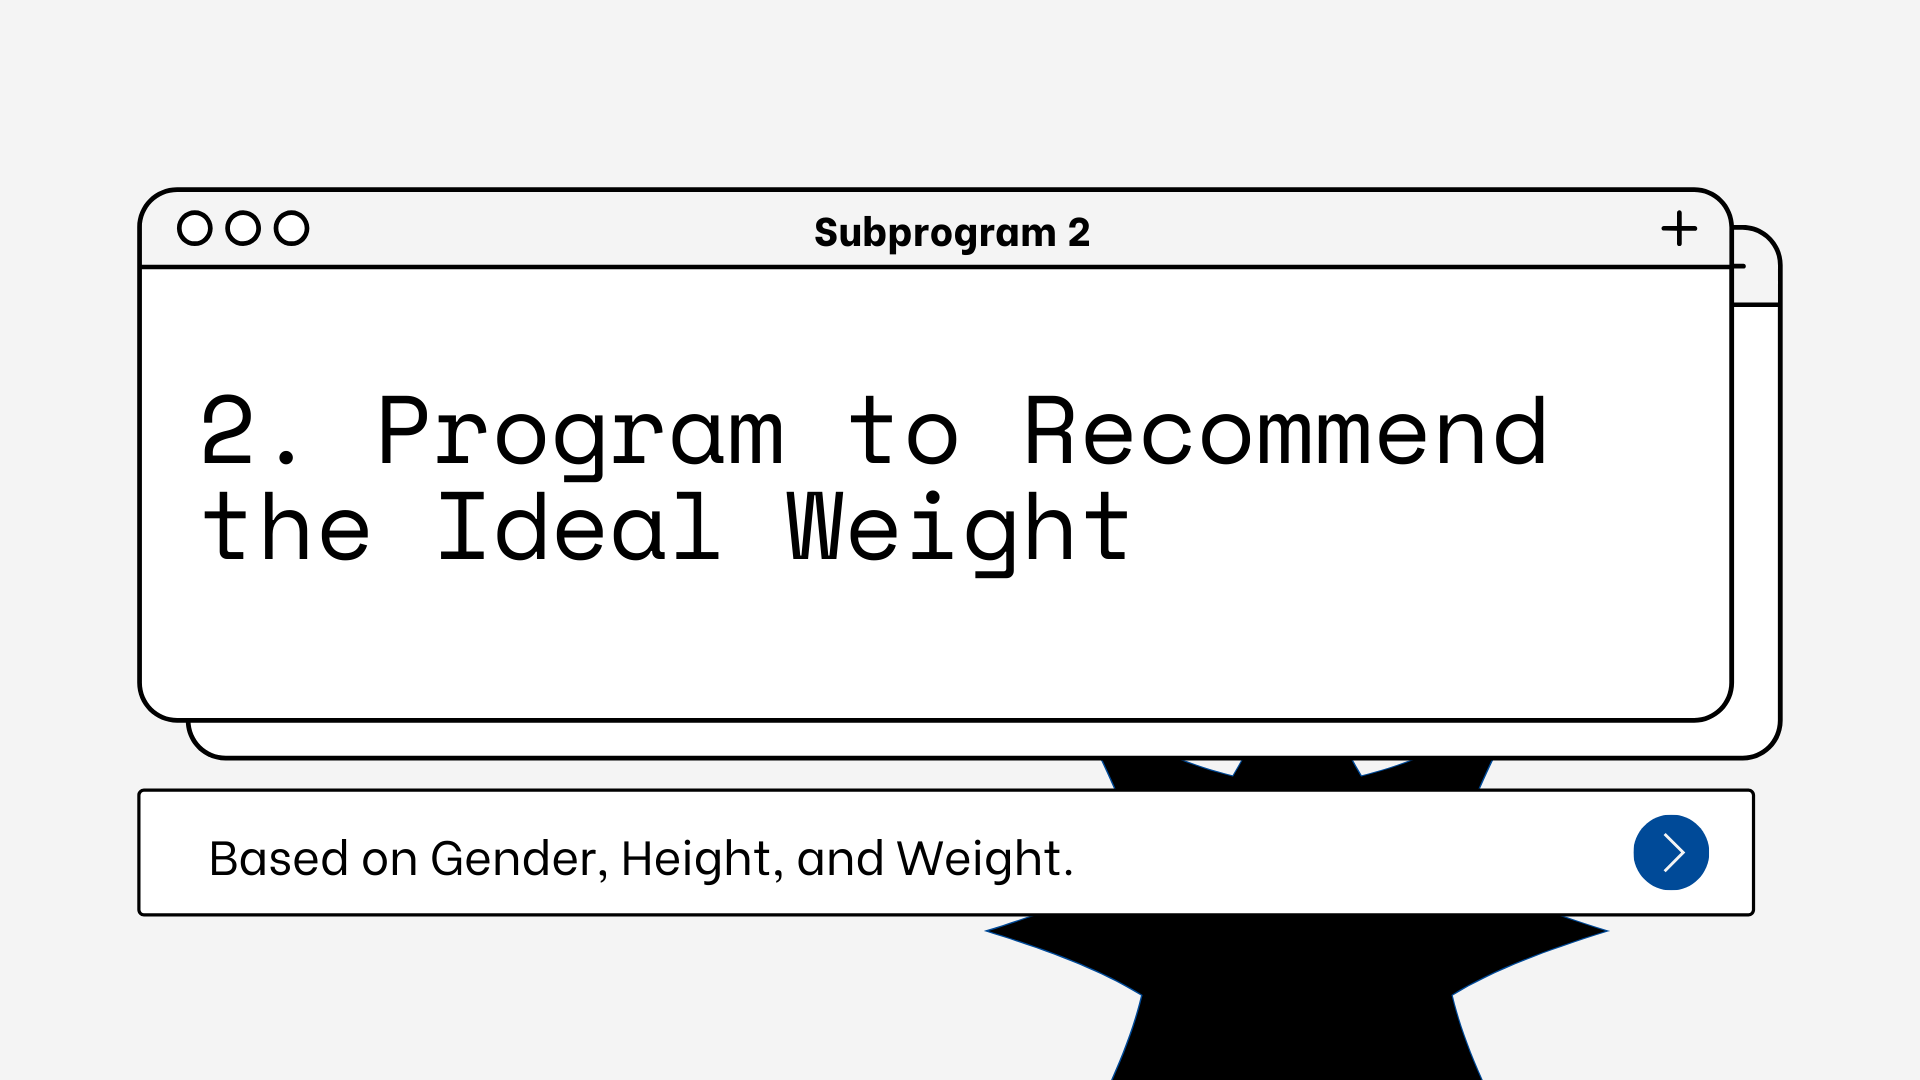 Subprogram 2
2. Program to Recommend
the Ideal Weight
Based on Gender, Height, and Weight.